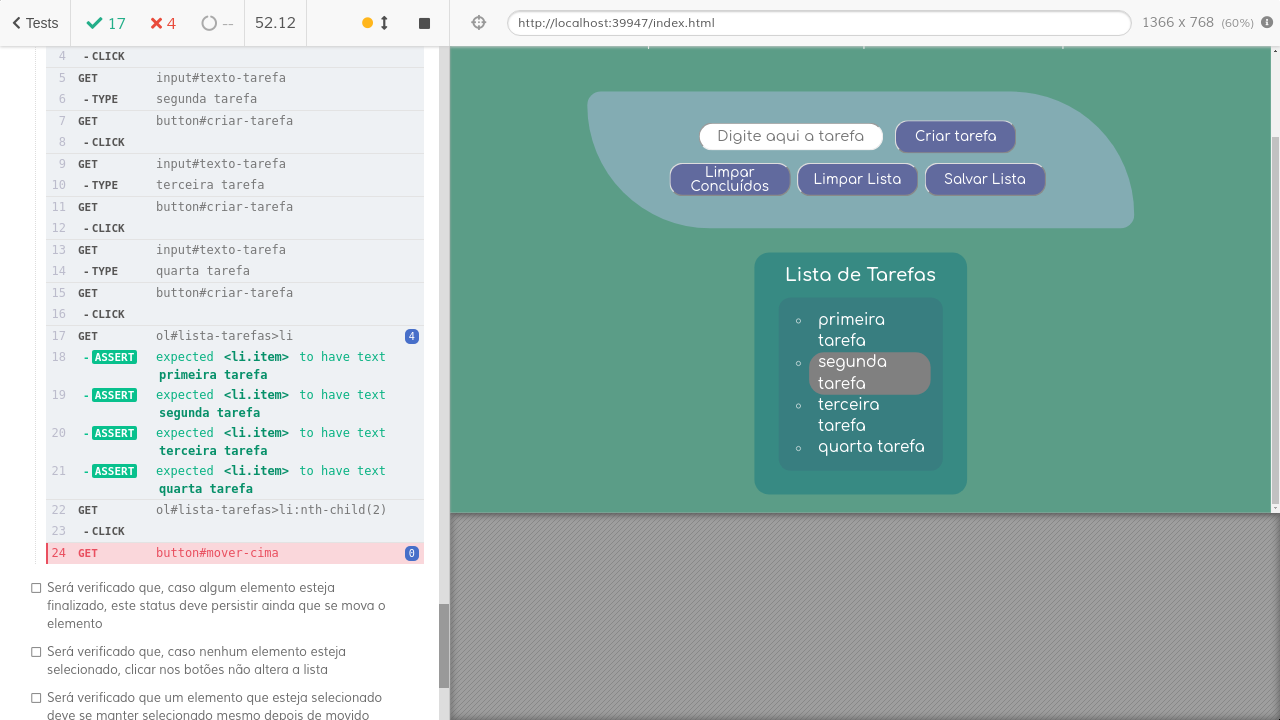 Tests
17
4
--
52.12
http://localhost:39947/index.html
1366 x 768 (60%)
4 -CLICK
5 GET input#texto-tarefa
6 -TYPE segunda tarefa
7 GET button#criar-tarefa
8 -CLICK
9 GET input#texto-tarefa
10 -TYPE terceira tarefa
11 GET button#criar-tarefa
12 -CLICK
13 GET input#texto-tarefa
14 -TYPE quarta tarefa
15 GET button#criar-tarefa
16 -CLICK
17 GET ol#lista-tarefas>li 4
18 -ASSERT expected <li.item> to have text
primeira tarefa
19 -ASSERT expected <li.item> to have text
segunda tarefa
20 -ASSERT expected <li.item> to have text
terceira tarefa
21 -ASSERT expected <li.item> to have text
quarta tarefa
22 GET ol#lista-tarefas>li:nth-child(2)
23 -CLICK
24 GET button#mover-cima 0
Será verificado que, caso algum elemento esteja
finalizado, este status deve persistir ainda que se mova o
elemento
Será verificado que, caso nenhum elemento esteja
selecionado, clicar nos botões não altera a lista
Será verificado que um elemento que esteja selecionado
deve se manter selecionado mesmo depois de movido
Digite aqui a tarefa
Criar tarefa
Limpar
Concluídos
Limpar Lista
Salvar Lista
Lista de Tarefas
primeira
tarefa
segunda
tarefa
terceira
tarefa
quarta tarefa